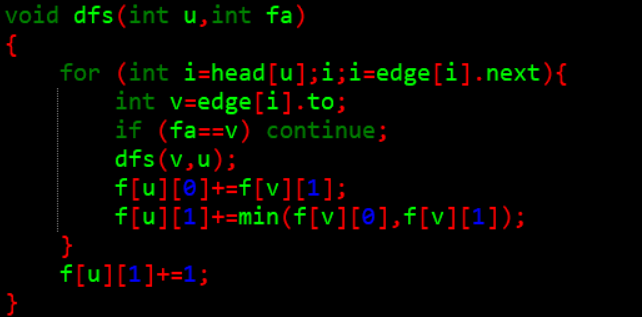 void dfs(int u,int fa)
{
    for (int i=head[u];i;i=edge[i].next){
        int v=edge[i].to;
        if (fa==v) continue;
        dfs(v,u);
        f[u][0]+=f[v][1];
        f[u][1]+=min(f[v][0],f[v][1]);
    }
    f[u][1]+=1;
}